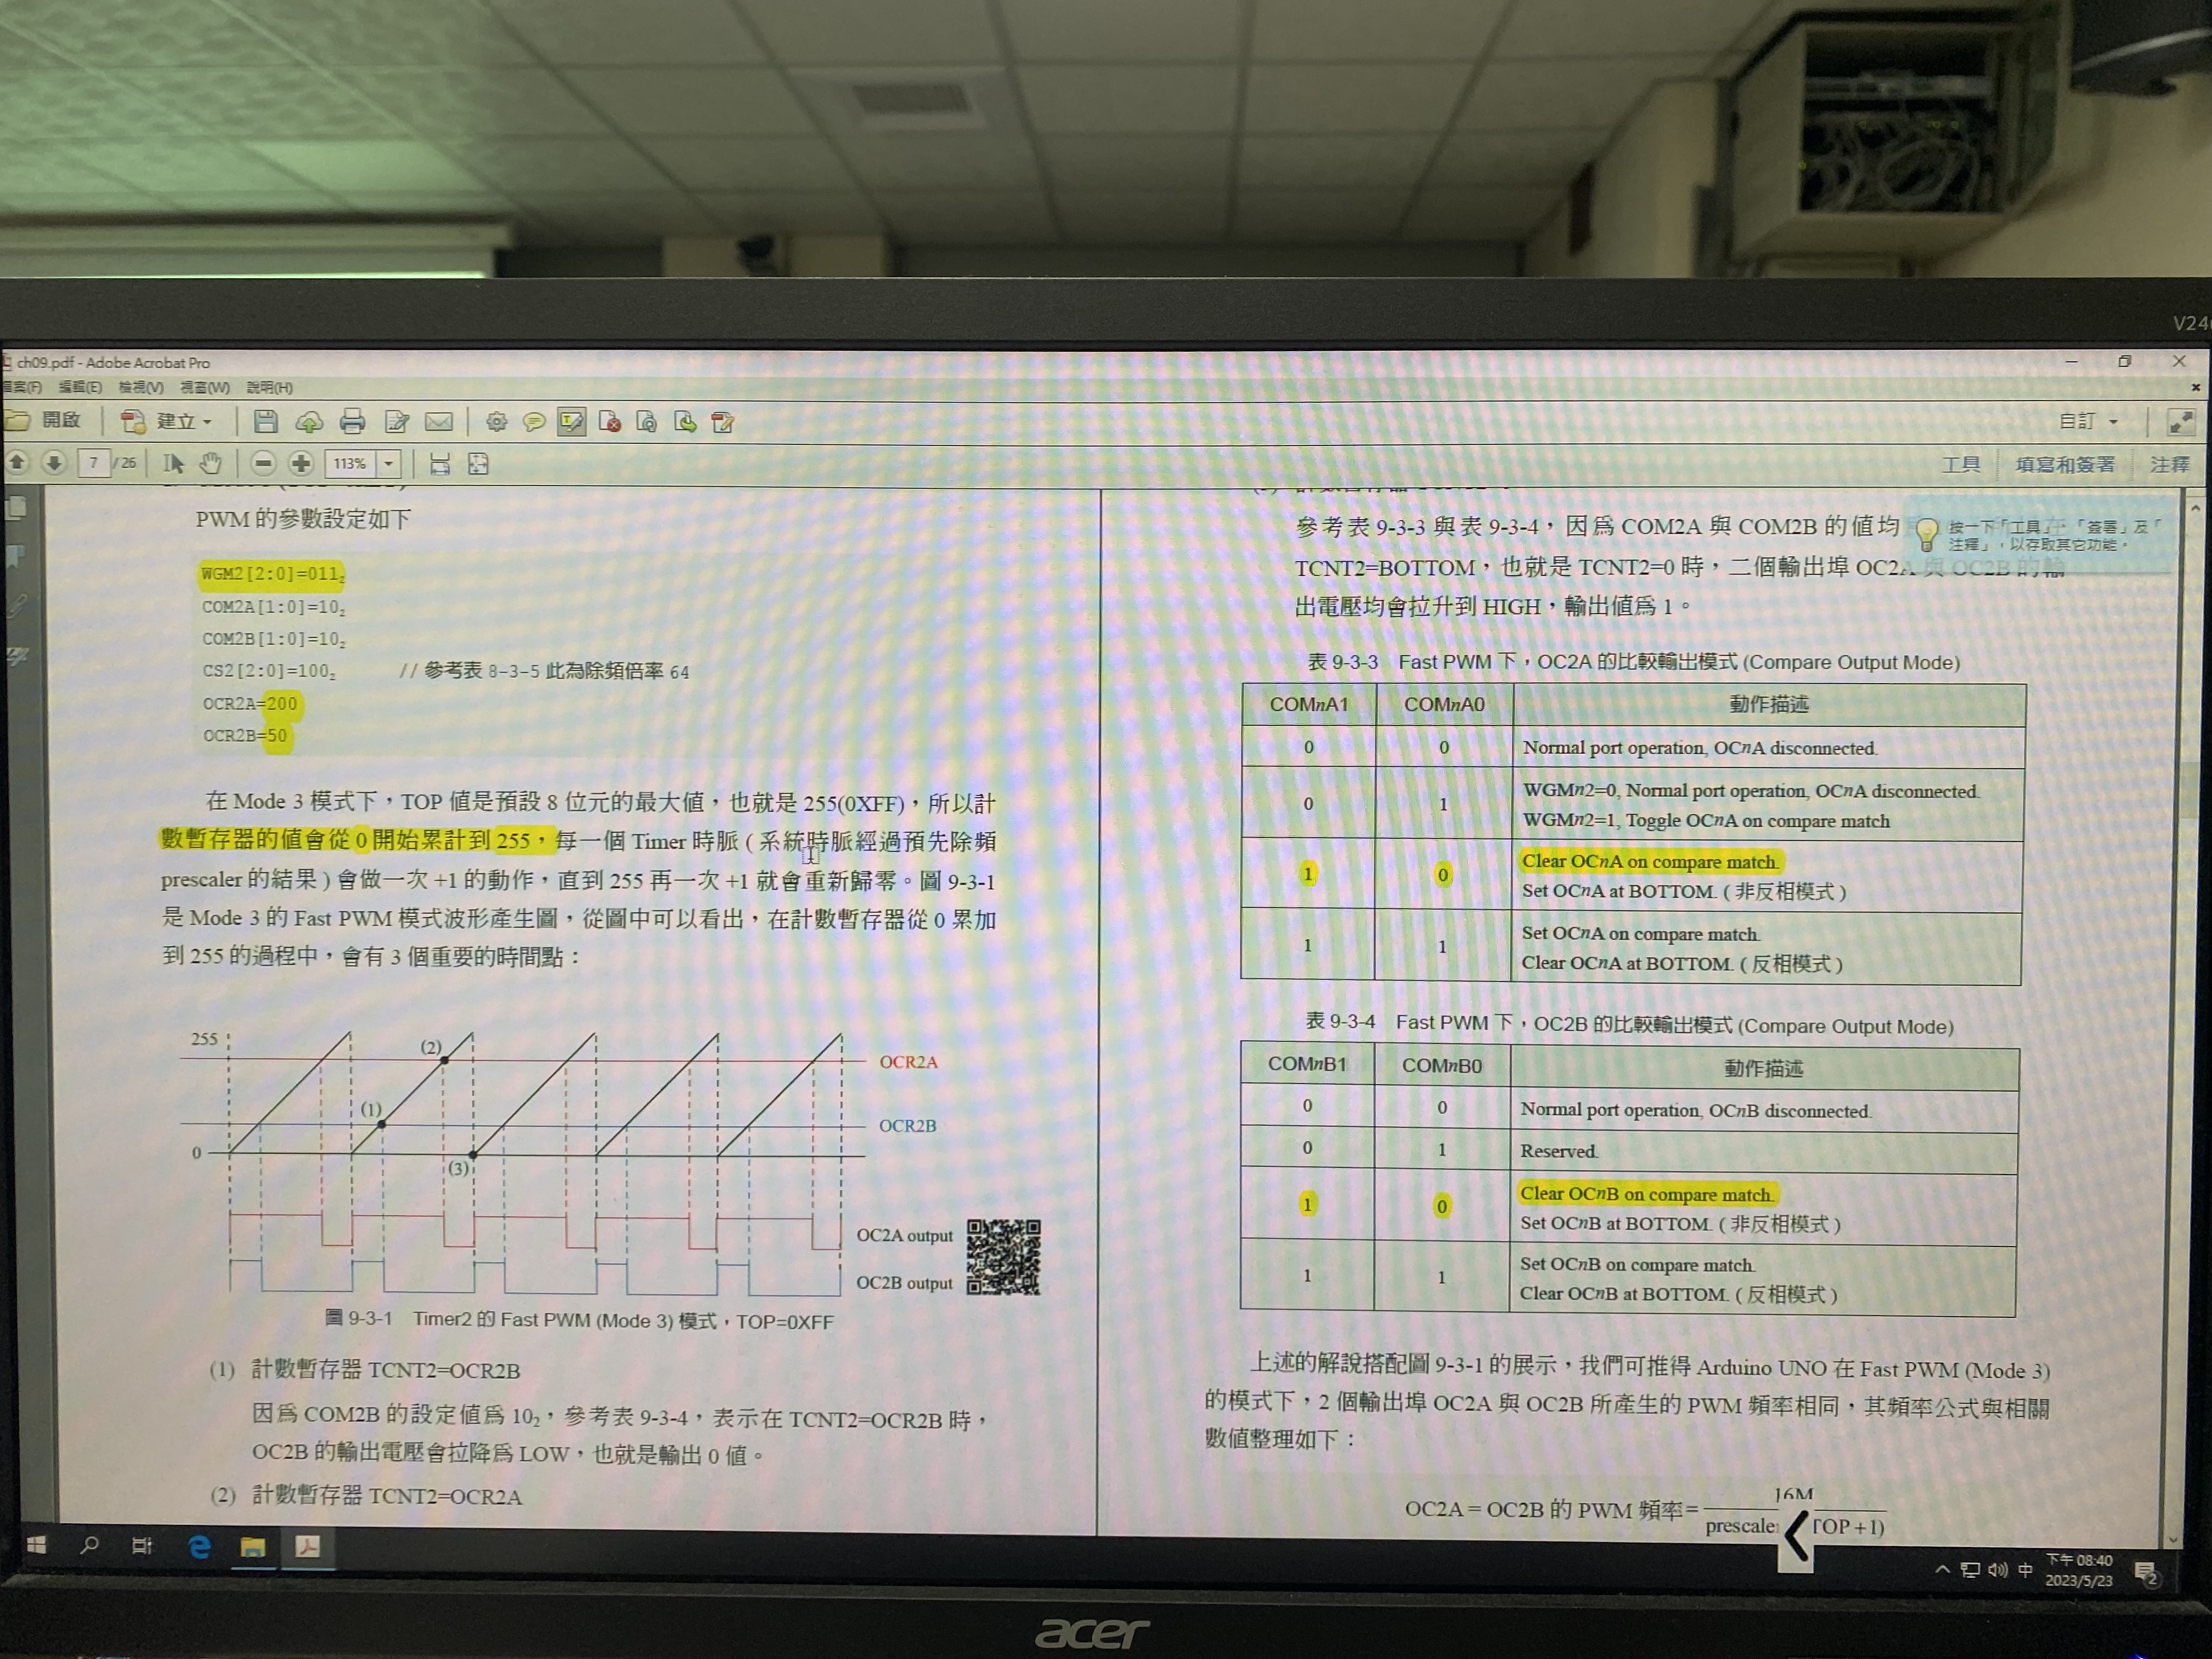 V24
ch09.pdf - Adobe Acrobat Pro
檔案(F) 編輯(E) 檢視(V) 視窗(W) 說明(H)
開啟 建立 自訂
7 / 26 113% 工具 填寫和簽署 注釋
PWM 的參數設定如下
WGM2[2:0]=011₂
COM2A[1:0]=10₂
COM2B[1:0]=10₂
CS2[2:0]=100₂ // 參考表 8-3-5 此為除頻倍率 64
OCR2A=200
OCR2B=50
在 Mode 3 模式下，TOP 值是預設 8 位元的最大值，也就是 255(0XFF)，所以計
數暫存器的值會從 0 開始累計到 255，每一個 Timer 時脈 ( 系統時脈經過預先除頻
prescaler 的結果 ) 會做一次 +1 的動作，直到 255 再一次 +1 就會重新歸零。圖 9-3-1
是 Mode 3 的 Fast PWM 模式波形產生圖，從圖中可以看出，在計數暫存器從 0 累加
到 255 的過程中，會有 3 個重要的時間點：
255
(2)
OCR2A
(1)
OCR2B
0
(3)
OC2A output
OC2B output
圖 9-3-1 Timer2 的 Fast PWM (Mode 3) 模式，TOP=0XFF
(1) 計數暫存器 TCNT2=OCR2B
因為 COM2B 的設定值為 10₂，參考表 9-3-4，表示在 TCNT2=OCR2B 時，
OC2B 的輸出電壓會拉降為 LOW，也就是輸出 0 值。
(2) 計數暫存器 TCNT2=OCR2A
參考表 9-3-3 與表 9-3-4，因為 COM2A 與 COM2B 的值均
TCNT2=BOTTOM，也就是 TCNT2=0 時，二個輸出埠 OC2A 與 OC2B 的輸
出電壓均會拉升到 HIGH，輸出值為 1。
按一下「工具」、「簽署」及「
注釋」，以存取其它功能。
表 9-3-3 Fast PWM 下，OC2A 的比較輸出模式 (Compare Output Mode)
COMnA1 COMnA0 動作描述
0 0 Normal port operation, OCnA disconnected.
0 1 WGMn2=0, Normal port operation, OCnA disconnected.
WGMn2=1, Toggle OCnA on compare match
1 0 Clear OCnA on compare match.
Set OCnA at BOTTOM. ( 非反相模式 )
1 1 Set OCnA on compare match.
Clear OCnA at BOTTOM. ( 反相模式 )
表 9-3-4 Fast PWM 下，OC2B 的比較輸出模式 (Compare Output Mode)
COMnB1 COMnB0 動作描述
0 0 Normal port operation, OCnB disconnected.
0 1 Reserved.
1 0 Clear OCnB on compare match.
Set OCnB at BOTTOM. ( 非反相模式 )
1 1 Set OCnB on compare match.
Clear OCnB at BOTTOM. ( 反相模式 )
上述的解說搭配圖 9-3-1 的展示，我們可推得 Arduino UNO 在 Fast PWM (Mode 3)
的模式下，2 個輸出埠 OC2A 與 OC2B 所產生的 PWM 頻率相同，其頻率公式與相關
數值整理如下：
16M
OC2A = OC2B 的 PWM 頻率=
TOP + 1)
中 下午 08:40
2023/5/23
2
acer